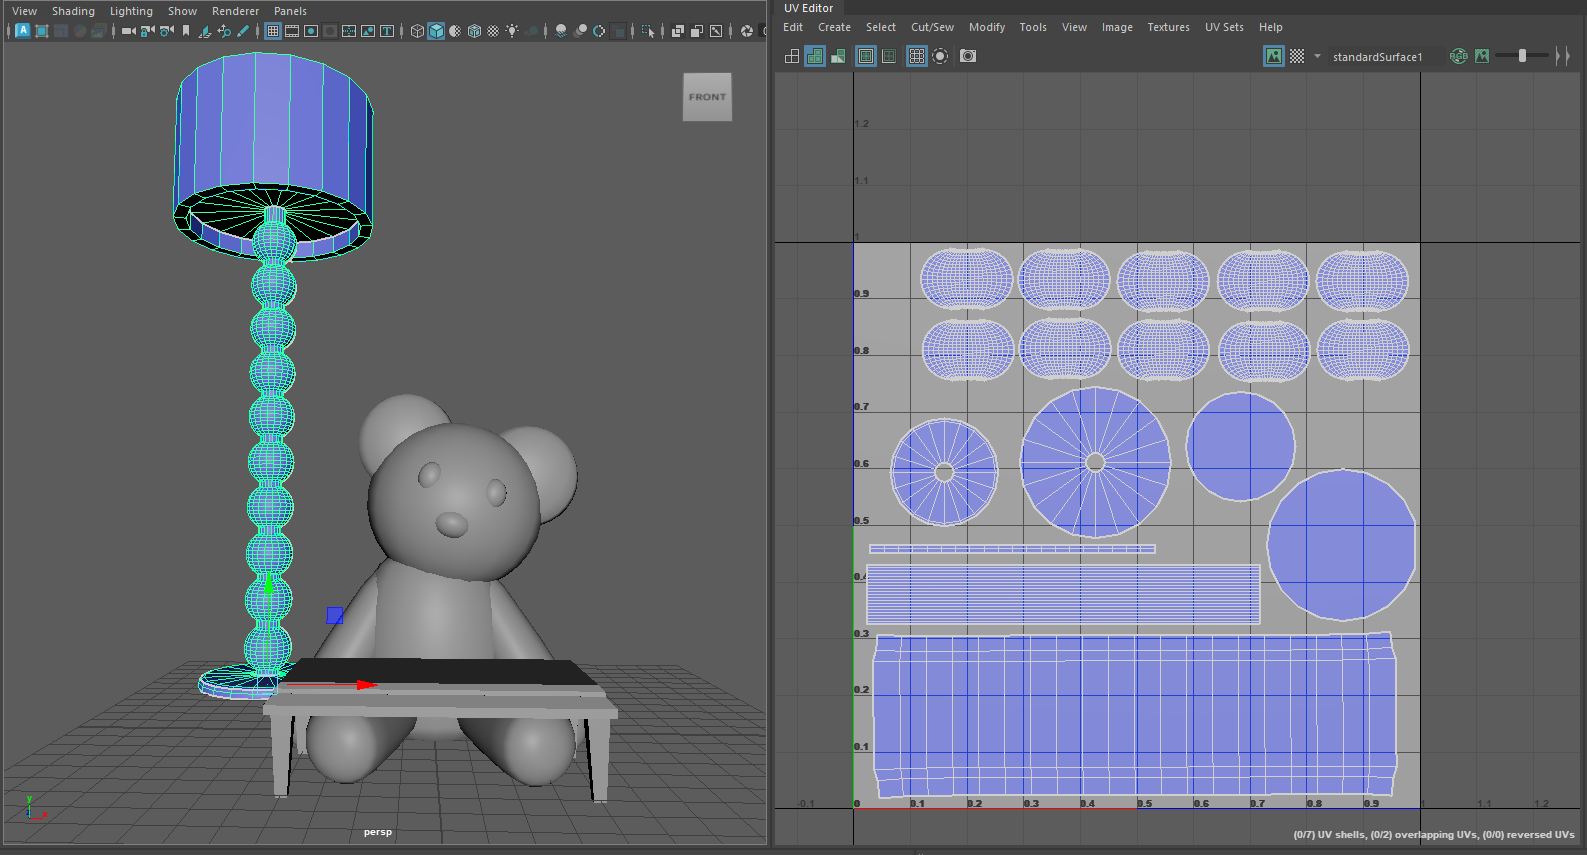 View Shading Lighting Show Renderer Panels
A
T
FRONT
persp
y
x
UV Editor
Edit Create Select Cut/Sew Modify Tools View Image Textures UV Sets Help
standardSurface1
RGB
1.2
1.1
1
0.9
0.8
0.7
0.6
0.5
0.4
0.3
0.2
0.1
-0.1 0 0.1 0.2 0.3 0.4 0.5 0.6 0.7 0.8 0.9 1 1.1 1.2
(0/7) UV shells, (0/2) overlapping UVs, (0/0) reversed UVs